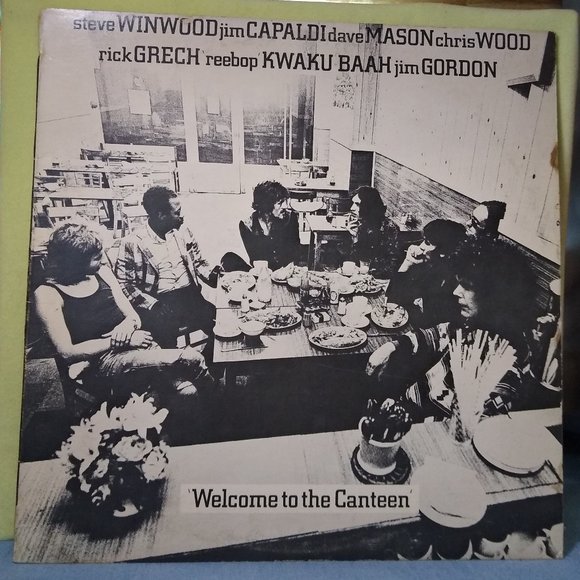 steve WINWOOD jim CAPALDI dave MASON chris WOOD
rick GRECH 'reebop' KWAKU BAAH jim GORDON
'Welcome to the Canteen'